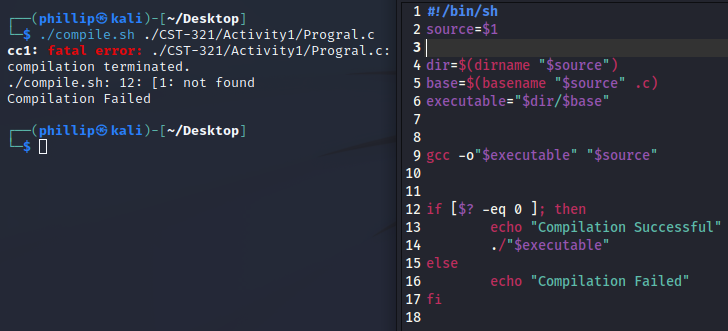 ┌──(phillip㉿kali)-[~/Desktop]
└─$ ./compile.sh ./CST-321/Activity1/Progral.c
cc1: fatal error: ./CST-321/Activity1/Progral.c:
compilation terminated.
./compile.sh: 12: [1: not found
Compilation Failed
┌──(phillip㉿kali)-[~/Desktop]
└─$
1 #!/bin/sh
2 source=$1
3
4 dir=$(dirname "$source")
5 base=$(basename "$source" .c)
6 executable="$dir/$base"
7
8
9 gcc -o"$executable" "$source"
10
11
12 if [$? -eq 0 ]; then
13 echo "Compilation Successful"
14 ./"$executable"
15 else
16 echo "Compilation Failed"
17 fi
18